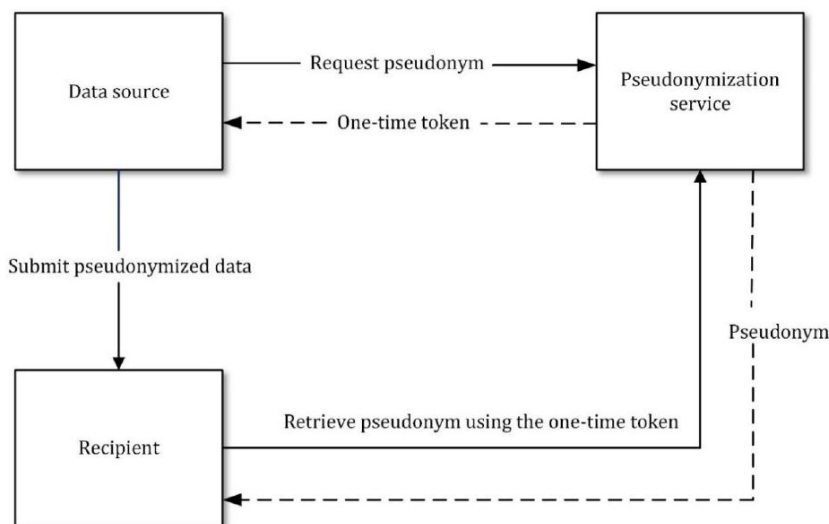 Request pseudonym
Data source
Pseudonymization
service
One-time token
Submit pseudonymized data
Pseudonym
Retrieve pseudonym using the one-time token
Recipient